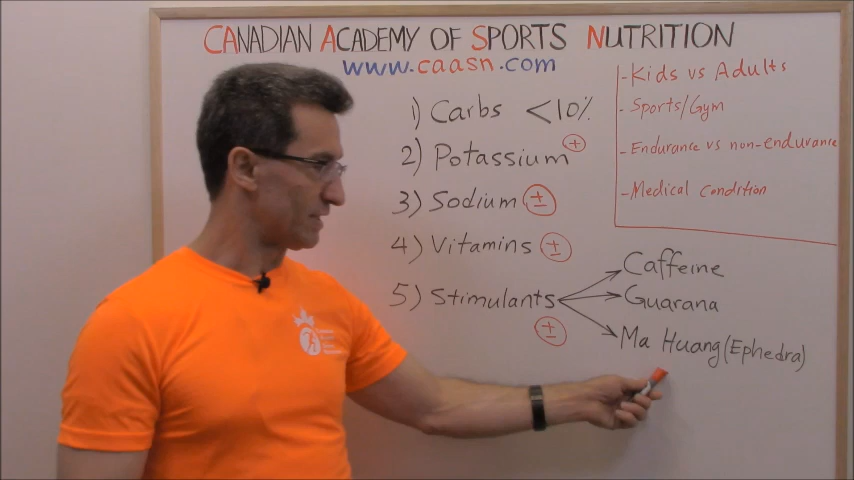 CANADIAN ACADEMY OF SPORTS NUTRITION
www.caasn.com
1) Carbs <10%
2) Potassium +
3) Sodium ±
4) Vitamins ±
5) Stimulants ±
Caffeine
Guarana
Ma Huang (Ephedra)
- Kids vs Adults
- Sports/Gym
- Endurance vs non-endurance
- Medical condition